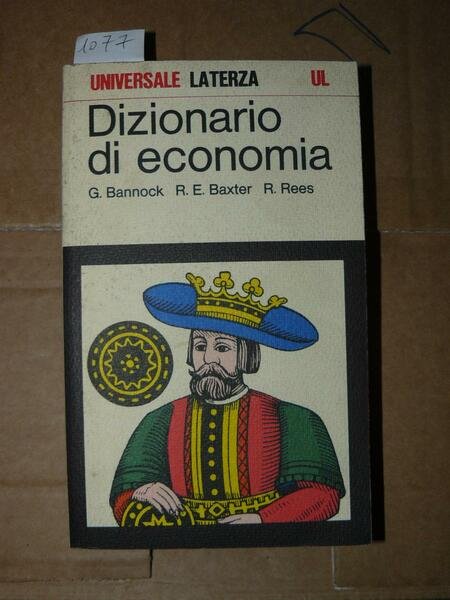 1077
UNIVERSALE LATERZA UL
Dizionario
di economia
G. Bannock R. E. Baxter R. Rees